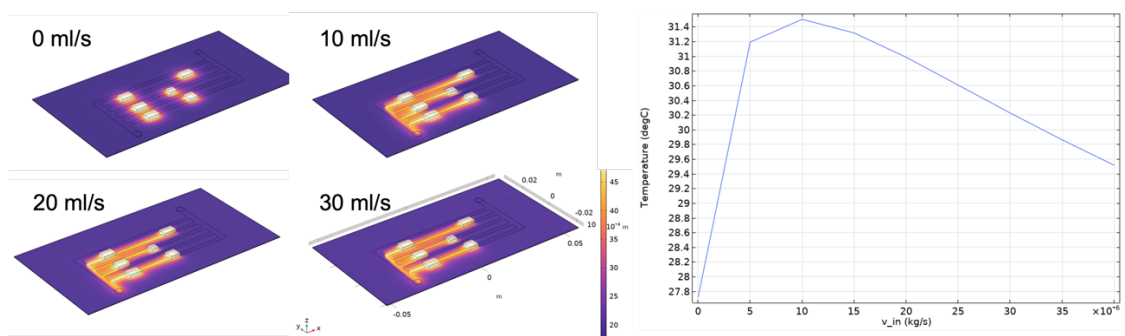 0 ml/s
10 ml/s
20 ml/s
30 ml/s
m
0.02
0
-0.02
10
10⁻⁴ m
0.05
0
m
-0.05
45
40
35
30
25
20
y z x
Temperature (degC)
31.4
31.2
31
30.8
30.6
30.4
30.2
30
29.8
29.6
29.4
29.2
29
28.8
28.6
28.4
28.2
28
27.8
0 5 10 15 20 25 30 35 ×10⁻⁶
v_in (kg/s)